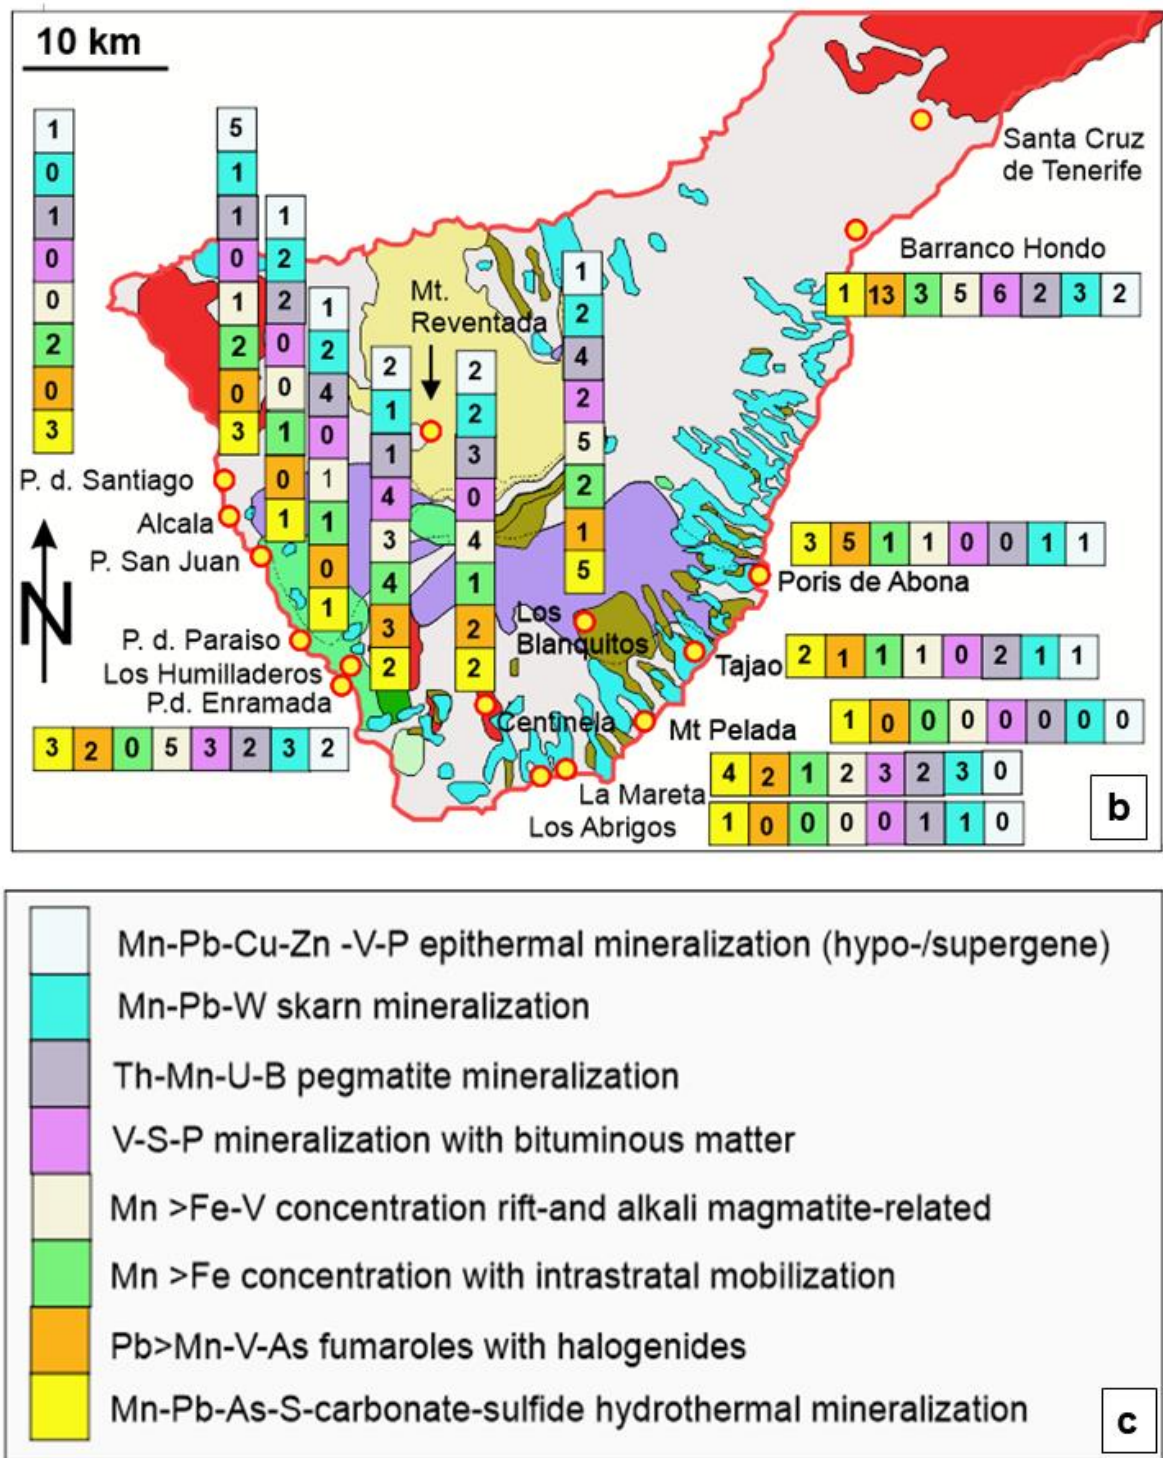 10 km
Santa Cruz
de Tenerife
Barranco Hondo
1 13 3 5 6 2 3 2
1
0
1
0
0
2
0
3
5
1
1
0
1
2
0
3
1
2
2
0
0
1
0
1
1
2
4
0
1
1
0
1
2
1
1
4
3
4
3
2
Mt.
Reventada
2
2
3
0
4
1
2
2
1
2
4
2
5
2
1
5
P. d. Santiago
Alcala
P. San Juan
N
P. d. Paraiso
Los Humilladeros
P.d. Enramada
3 2 0 5 3 2 3 2
3 5 1 1 0 0 1 1
Poris de Abona
Los
Blanquitos
Tajao 2 1 1 1 0 2 1 1
Centinela
Mt Pelada 1 0 0 0 0 0 0 0
La Mareta 4 2 1 2 3 2 3 0
Los Abrigos 1 0 0 0 0 1 1 0
b
Mn-Pb-Cu-Zn -V-P epithermal mineralization (hypo-/supergene)
Mn-Pb-W skarn mineralization
Th-Mn-U-B pegmatite mineralization
V-S-P mineralization with bituminous matter
Mn >Fe-V concentration rift-and alkali magmatite-related
Mn >Fe concentration with intrastratal mobilization
Pb>Mn-V-As fumaroles with halogenides
Mn-Pb-As-S-carbonate-sulfide hydrothermal mineralization
c